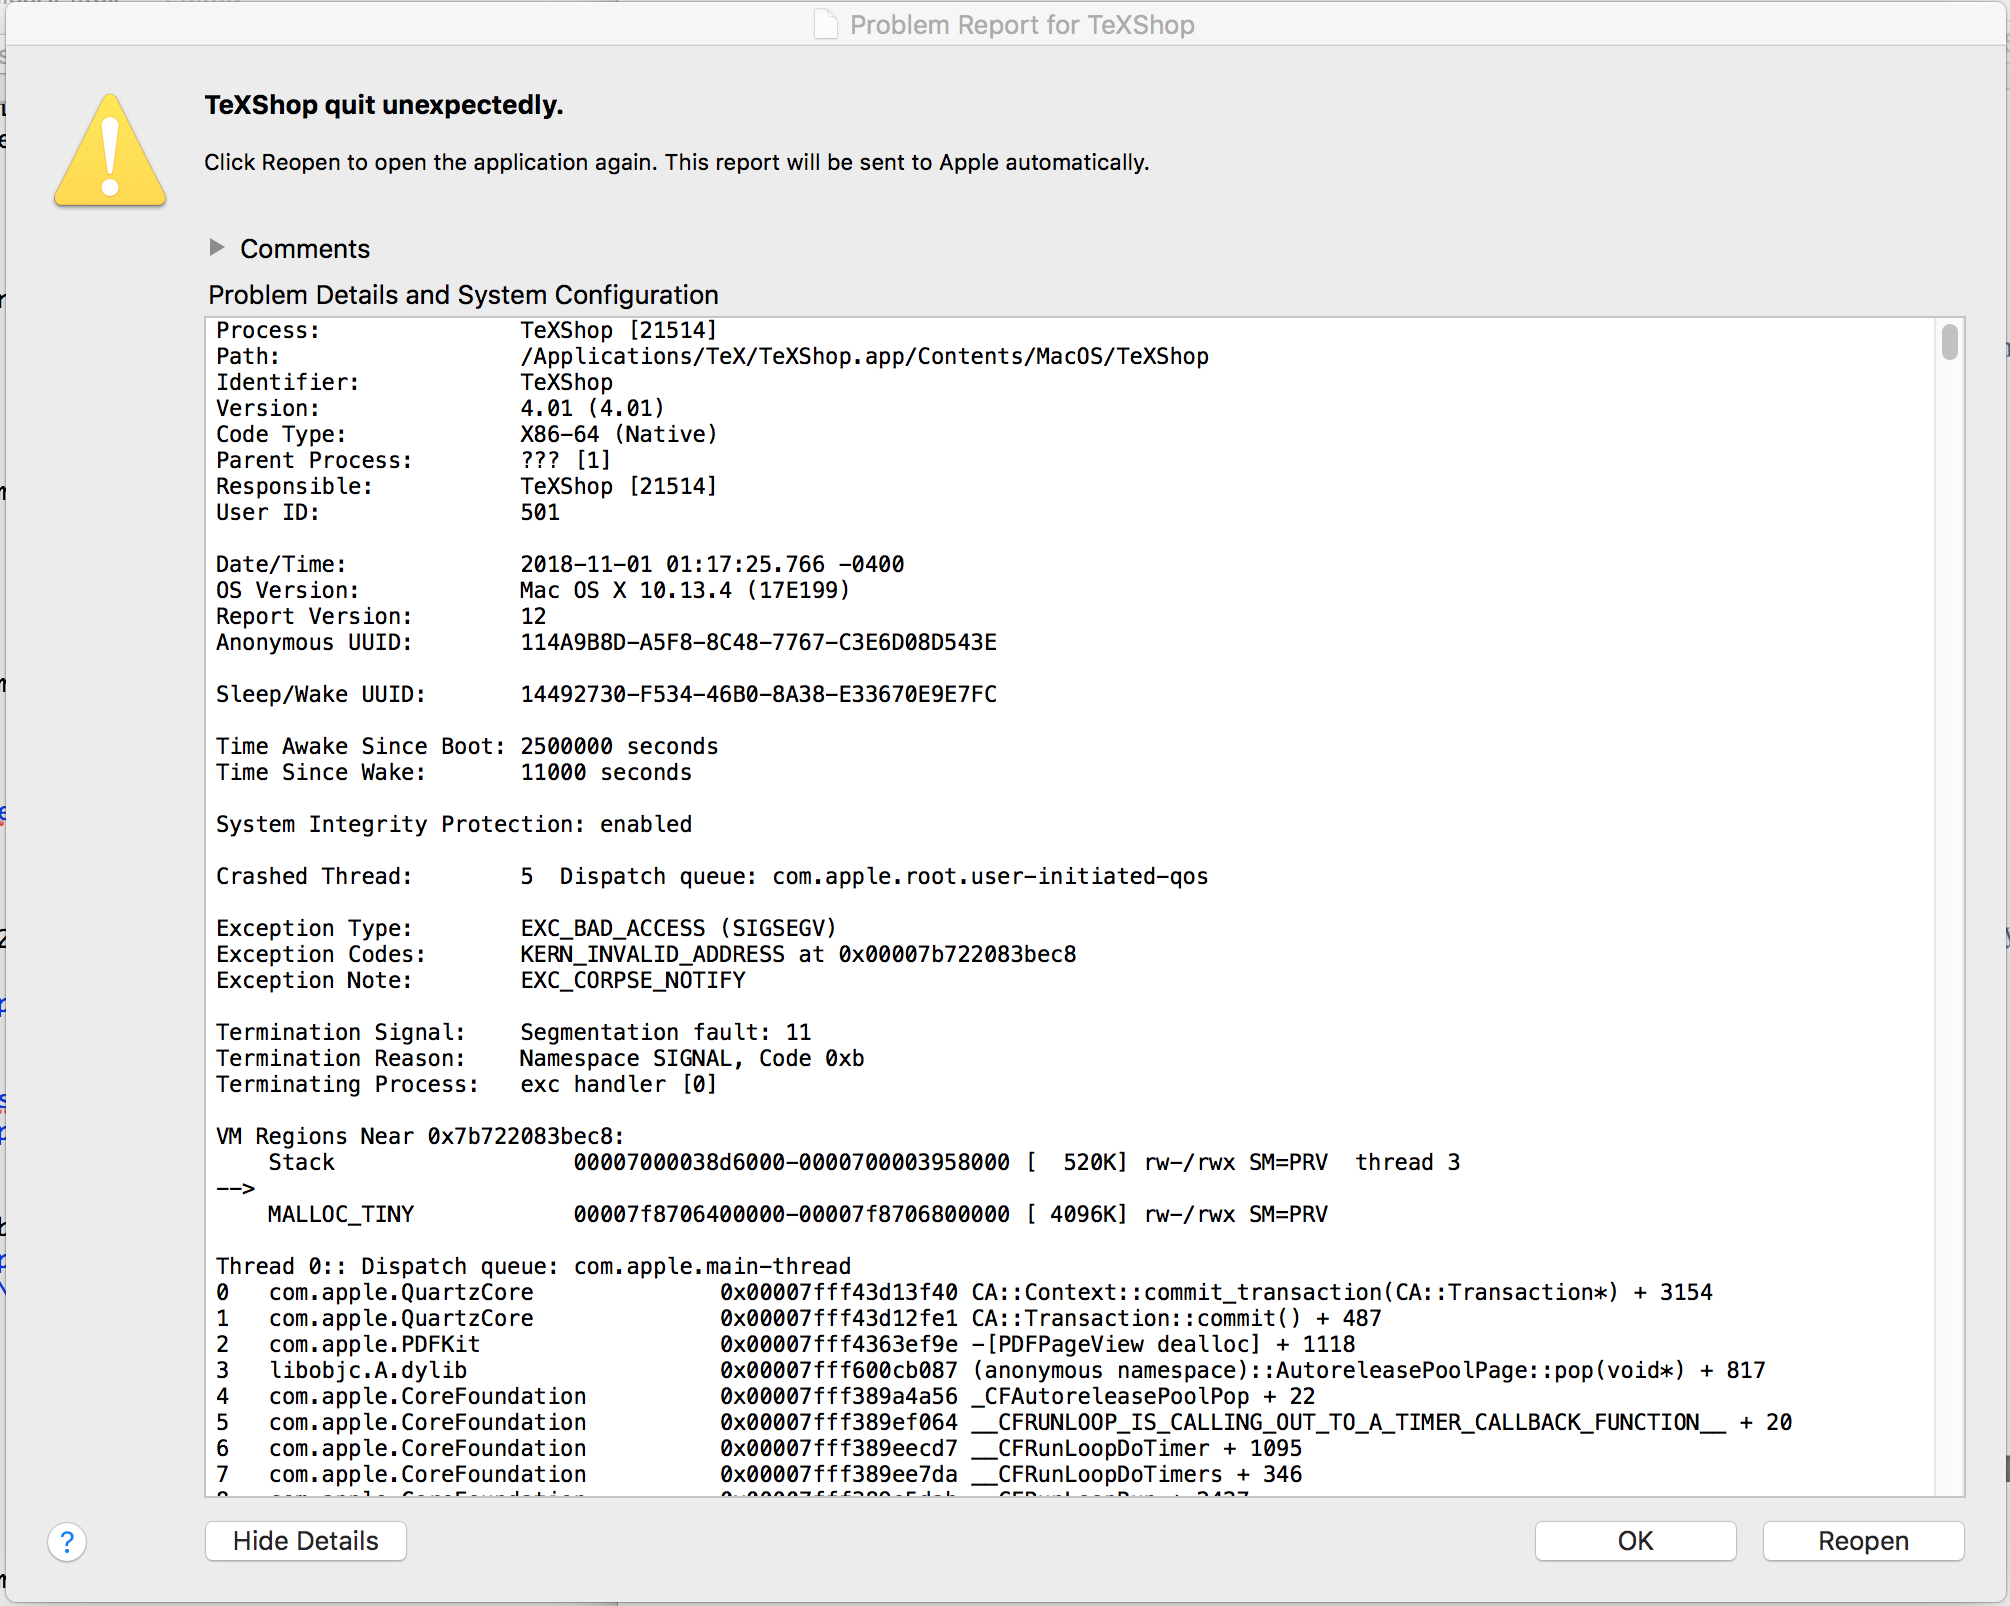 Problem Report for TeXShop
TeXShop quit unexpectedly.
Click Reopen to open the application again. This report will be sent to Apple automatically.
Comments
Problem Details and System Configuration
Process: TeXShop [21514]
Path: /Applications/TeX/TeXShop.app/Contents/MacOS/TeXShop
Identifier: TeXShop
Version: 4.01 (4.01)
Code Type: X86-64 (Native)
Parent Process: ??? [1]
Responsible: TeXShop [21514]
User ID: 501
Date/Time: 2018-11-01 01:17:25.766 -0400
OS Version: Mac OS X 10.13.4 (17E199)
Report Version: 12
Anonymous UUID: 114A9B8D-A5F8-8C48-7767-C3E6D08D543E
Sleep/Wake UUID: 14492730-F534-46B0-8A38-E33670E9E7FC
Time Awake Since Boot: 2500000 seconds
Time Since Wake: 11000 seconds
System Integrity Protection: enabled
Crashed Thread: 5 Dispatch queue: com.apple.root.user-initiated-qos
Exception Type: EXC_BAD_ACCESS (SIGSEGV)
Exception Codes: KERN_INVALID_ADDRESS at 0x00007b722083bec8
Exception Note: EXC_CORPSE_NOTIFY
Termination Signal: Segmentation fault: 11
Termination Reason: Namespace SIGNAL, Code 0xb
Terminating Process: exc handler [0]
VM Regions Near 0x7b722083bec8:
Stack 00007000038d6000-0000700003958000 [ 520K] rw-/rwx SM=PRV thread 3
-->
MALLOC_TINY 00007f8706400000-00007f8706800000 [ 4096K] rw-/rwx SM=PRV
Thread 0:: Dispatch queue: com.apple.main-thread
0 com.apple.QuartzCore 0x00007fff43d13f40 CA::Context::commit_transaction(CA::Transaction*) + 3154
1 com.apple.QuartzCore 0x00007fff43d12fe1 CA::Transaction::commit() + 487
2 com.apple.PDFKit 0x00007fff4363ef9e -[PDFPageView dealloc] + 1118
3 libobjc.A.dylib 0x00007fff600cb087 (anonymous namespace)::AutoreleasePoolPage::pop(void*) + 817
4 com.apple.CoreFoundation 0x00007fff389a4a56 _CFAutoreleasePoolPop + 22
5 com.apple.CoreFoundation 0x00007fff389ef064 __CFRUNLOOP_IS_CALLING_OUT_TO_A_TIMER_CALLBACK_FUNCTION__ + 20
6 com.apple.CoreFoundation 0x00007fff389eecd7 __CFRunLoopDoTimer + 1095
7 com.apple.CoreFoundation 0x00007fff389ee7da __CFRunLoopDoTimers + 346
?
Hide Details
OK
Reopen